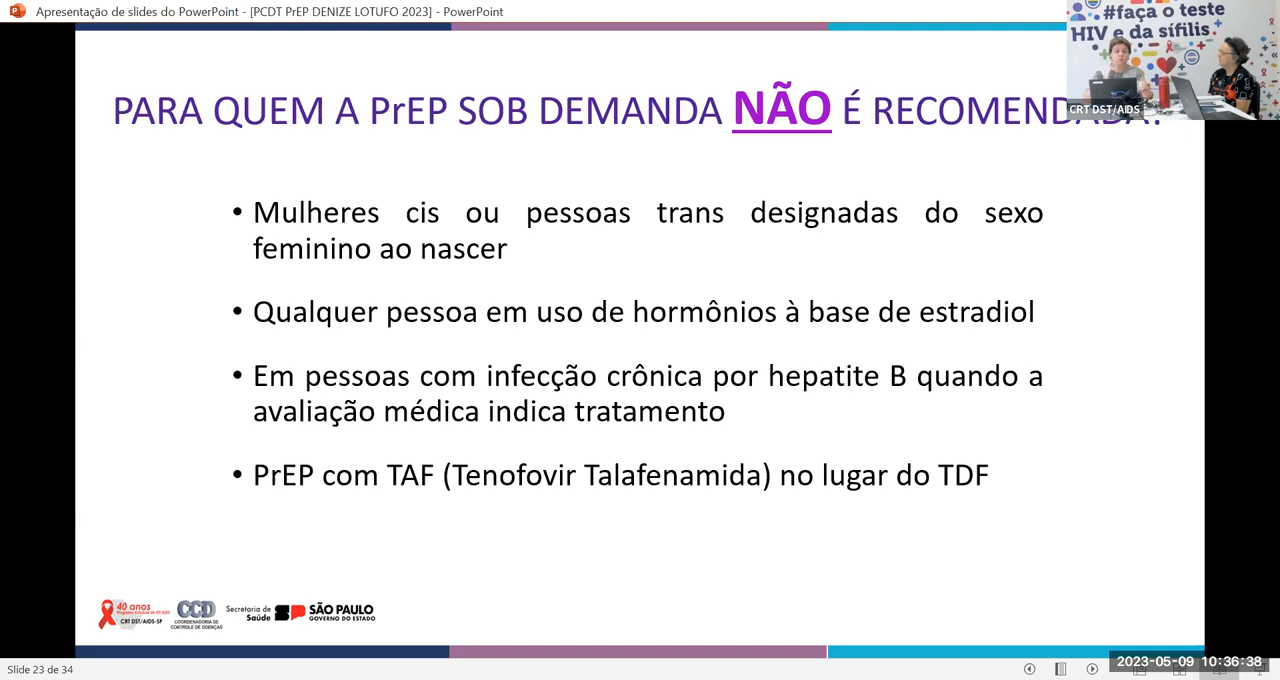 Apresentação de slides do PowerPoint - [PCDT PrEP DENIZE LOTUFO 2023] - PowerPoint
#faça o teste
HIV e da sífilis
CRT DST/AIDS
PARA QUEM A PrEP SOB DEMANDA NÃO É RECOMENDADA?
• Mulheres cis ou pessoas trans designadas do sexo
feminino ao nascer
• Qualquer pessoa em uso de hormônios à base de estradiol
• Em pessoas com infecção crônica por hepatite B quando a
avaliação médica indica tratamento
• PrEP com TAF (Tenofovir Talafenamida) no lugar do TDF
40 anos
CRT DST/AIDS-SP
CCD
COORDENADORIA DE
CONTROLE DE DOENÇAS
Secretaria de
Saúde
SP
SÃO PAULO
GOVERNO DO ESTADO
Slide 23 de 34
2023-05-09 10:36:38